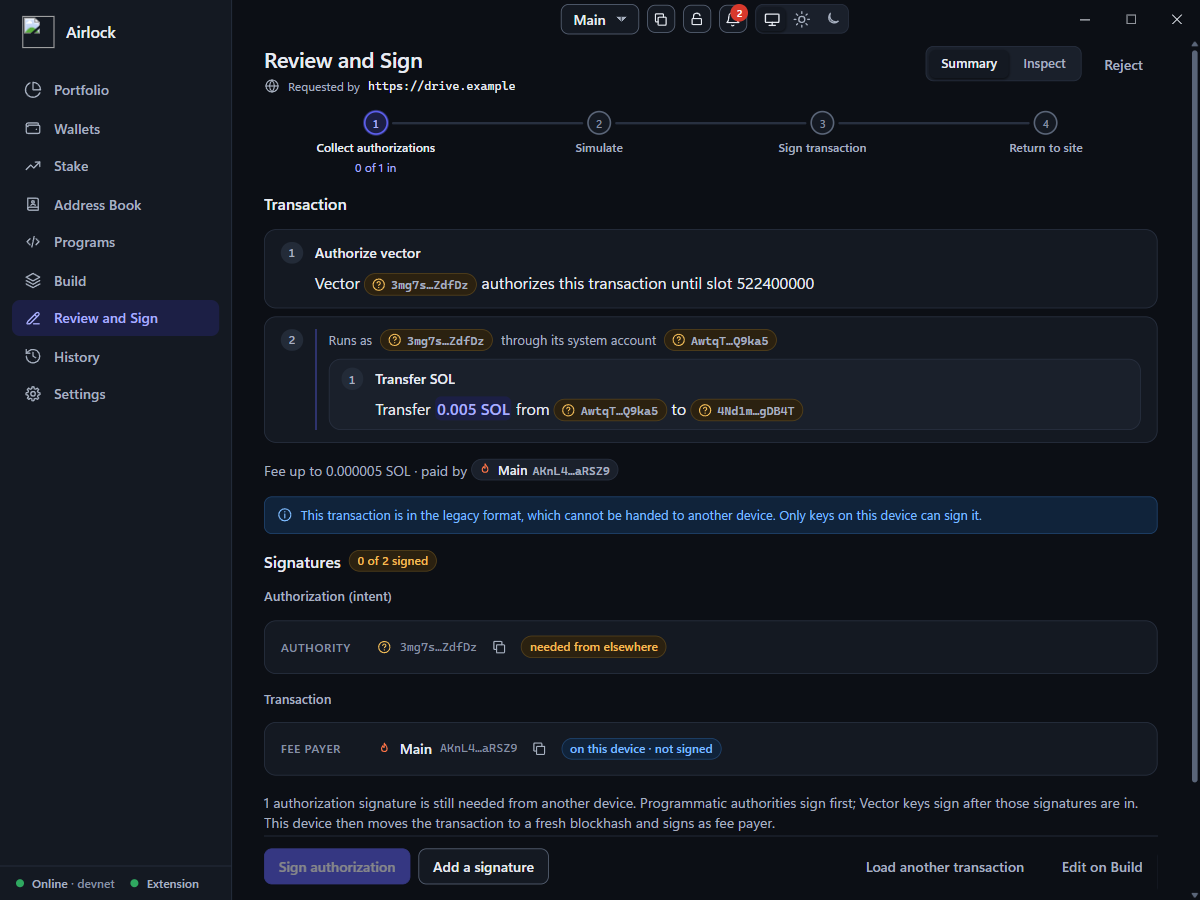 Airlock
Main
2
Portfolio
Wallets
Stake
Address Book
Programs
Build
Review and Sign
History
Settings
Online · devnet
Extension
Review and Sign
Requested by https://drive.example
Summary
Inspect
Reject
1
2
3
4
Collect authorizations
Simulate
Sign transaction
Return to site
0 of 1 in
Transaction
1 Authorize vector
Vector 3mg7s…ZdfDz authorizes this transaction until slot 522400000
2 Runs as 3mg7s…ZdfDz through its system account AwtqT…Q9ka5
1 Transfer SOL
Transfer 0.005 SOL from AwtqT…Q9ka5 to 4Nd1m…gDB4T
Fee up to 0.000005 SOL · paid by Main AKnL4…aRSZ9
This transaction is in the legacy format, which cannot be handed to another device. Only keys on this device can sign it.
Signatures 0 of 2 signed
Authorization (intent)
AUTHORITY 3mg7s…ZdfDz needed from elsewhere
Transaction
FEE PAYER Main AKnL4…aRSZ9 on this device · not signed
1 authorization signature is still needed from another device. Programmatic authorities sign first; Vector keys sign after those signatures are in.
This device then moves the transaction to a fresh blockhash and signs as fee payer.
Sign authorization
Add a signature
Load another transaction
Edit on Build